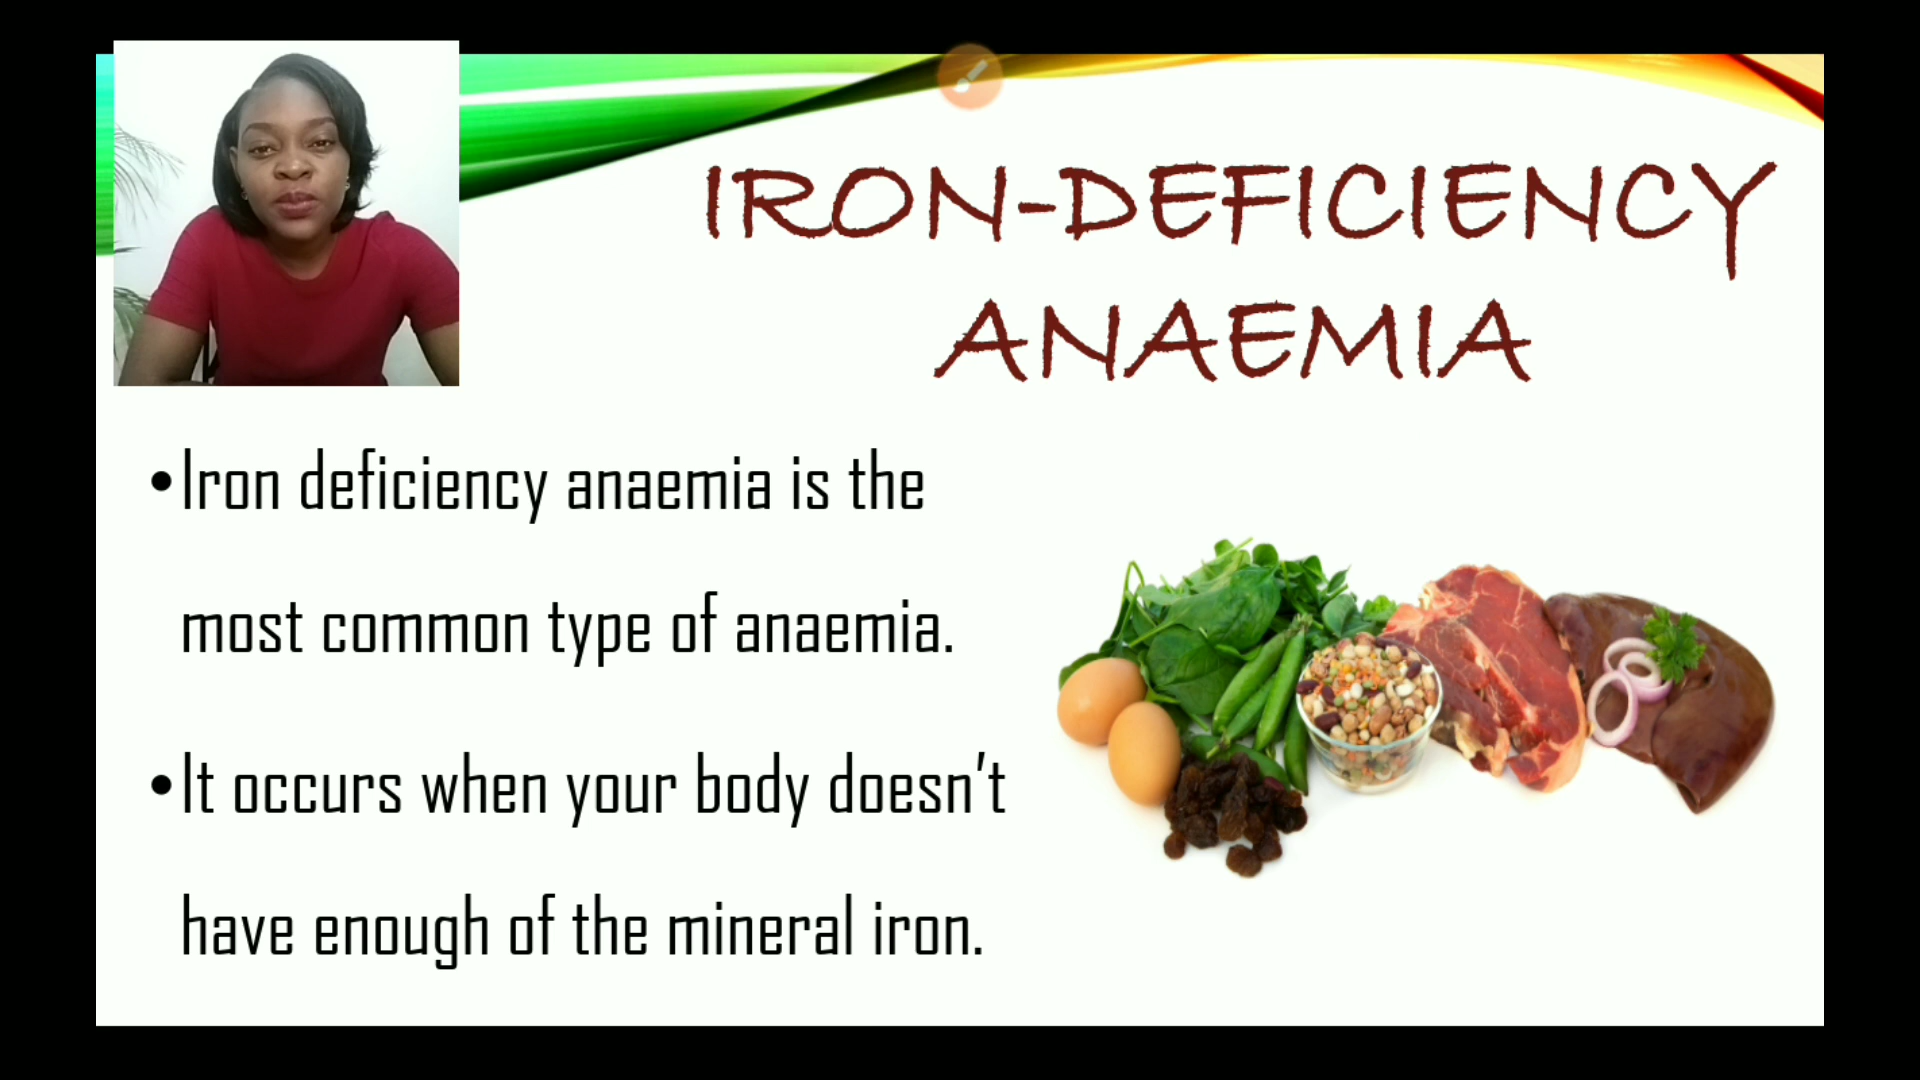 IRON-DEFICIENCY
ANAEMIA
•Iron deficiency anaemia is the
most common type of anaemia.
•It occurs when your body doesn't
have enough of the mineral iron.